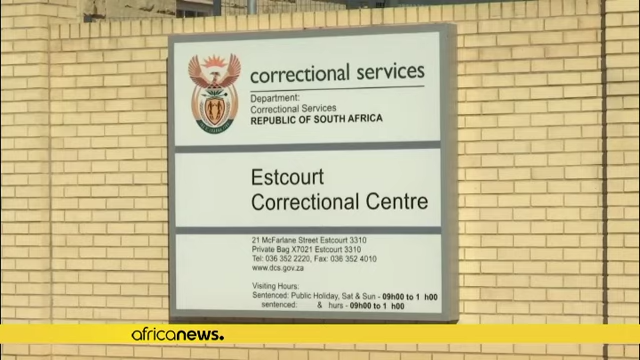 correctional services
Department:
Correctional Services
REPUBLIC OF SOUTH AFRICA
Estcourt
Correctional Centre
21 McFarlane Street Estcourt 3310
Private Bag X7021 Estcourt 3310
Tel: 036 352 2220, Fax: 036 352 4010
www.dcs.gov.za
Visiting Hours:
Sentenced: Public Holiday, Sat & Sun - 09h00 to 1 h00
sentenced: & hurs - 09h00 to 1 h00
africanews.